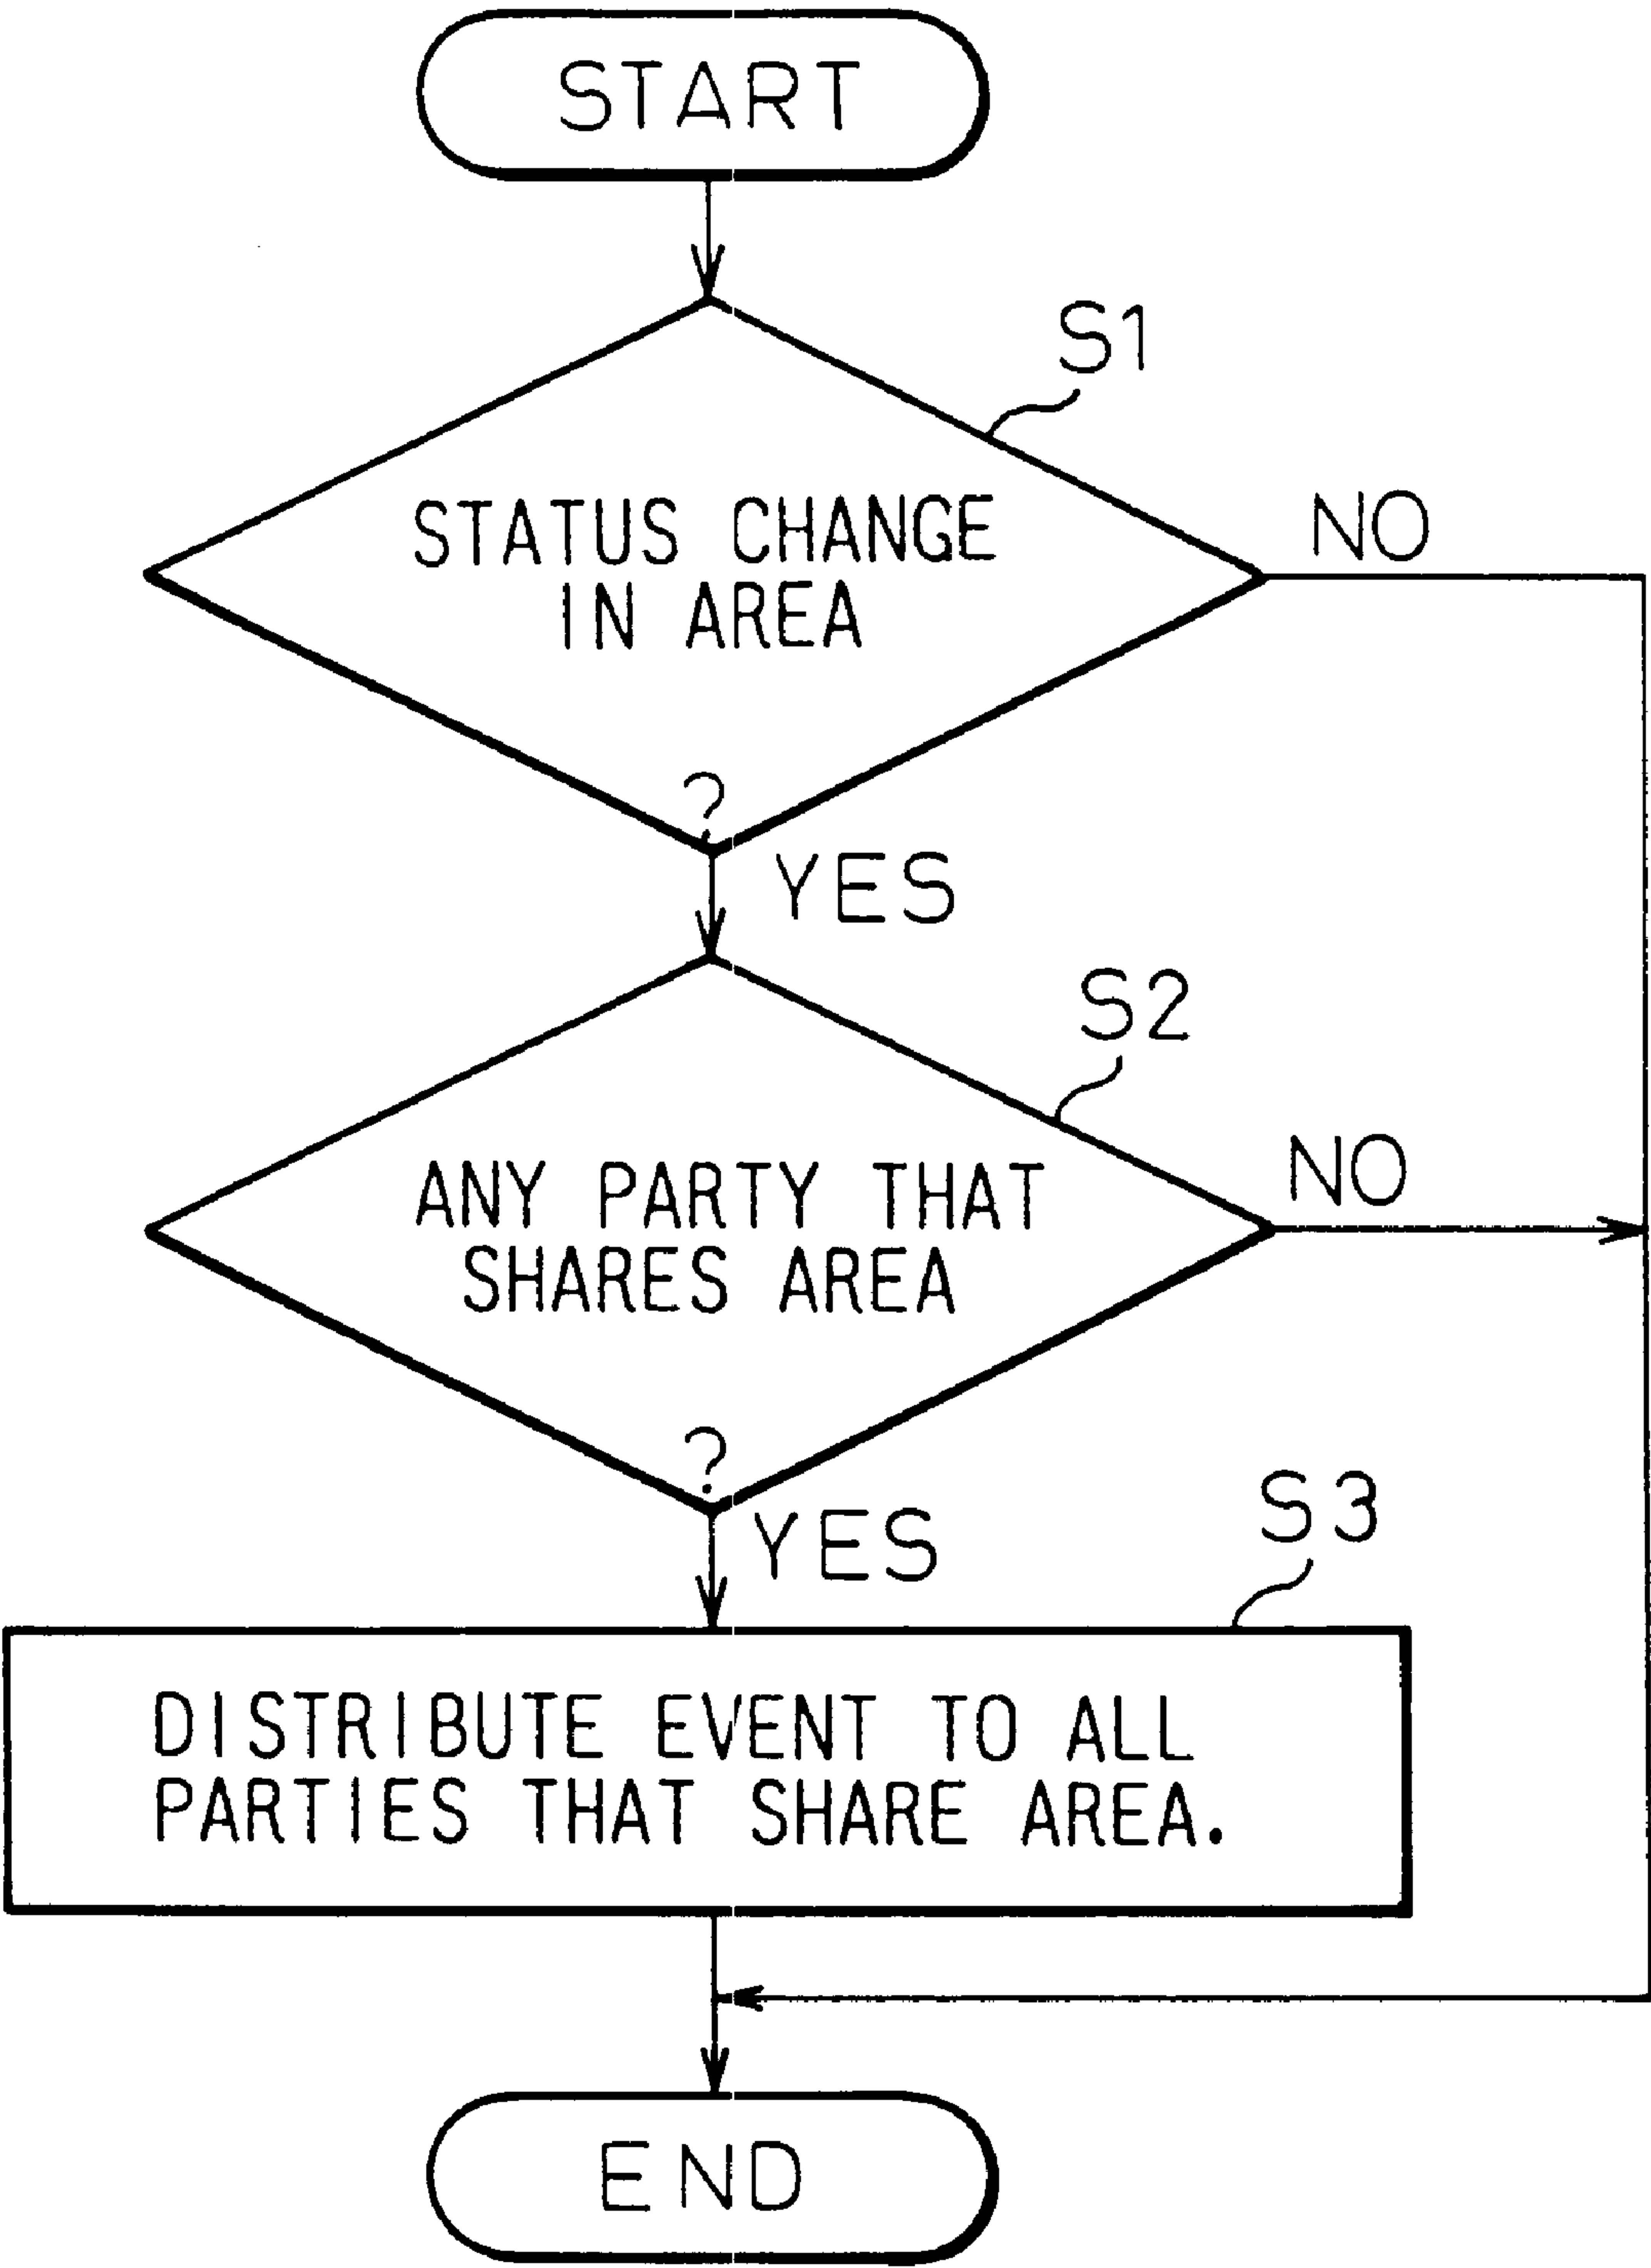 START
S1
STATUS CHANGE
IN AREA
?
NO
YES
S2
ANY PARTY THAT
SHARES AREA
?
NO
YES
S3
DISTRIBUTE EVENT TO ALL
PARTIES THAT SHARE AREA.
END